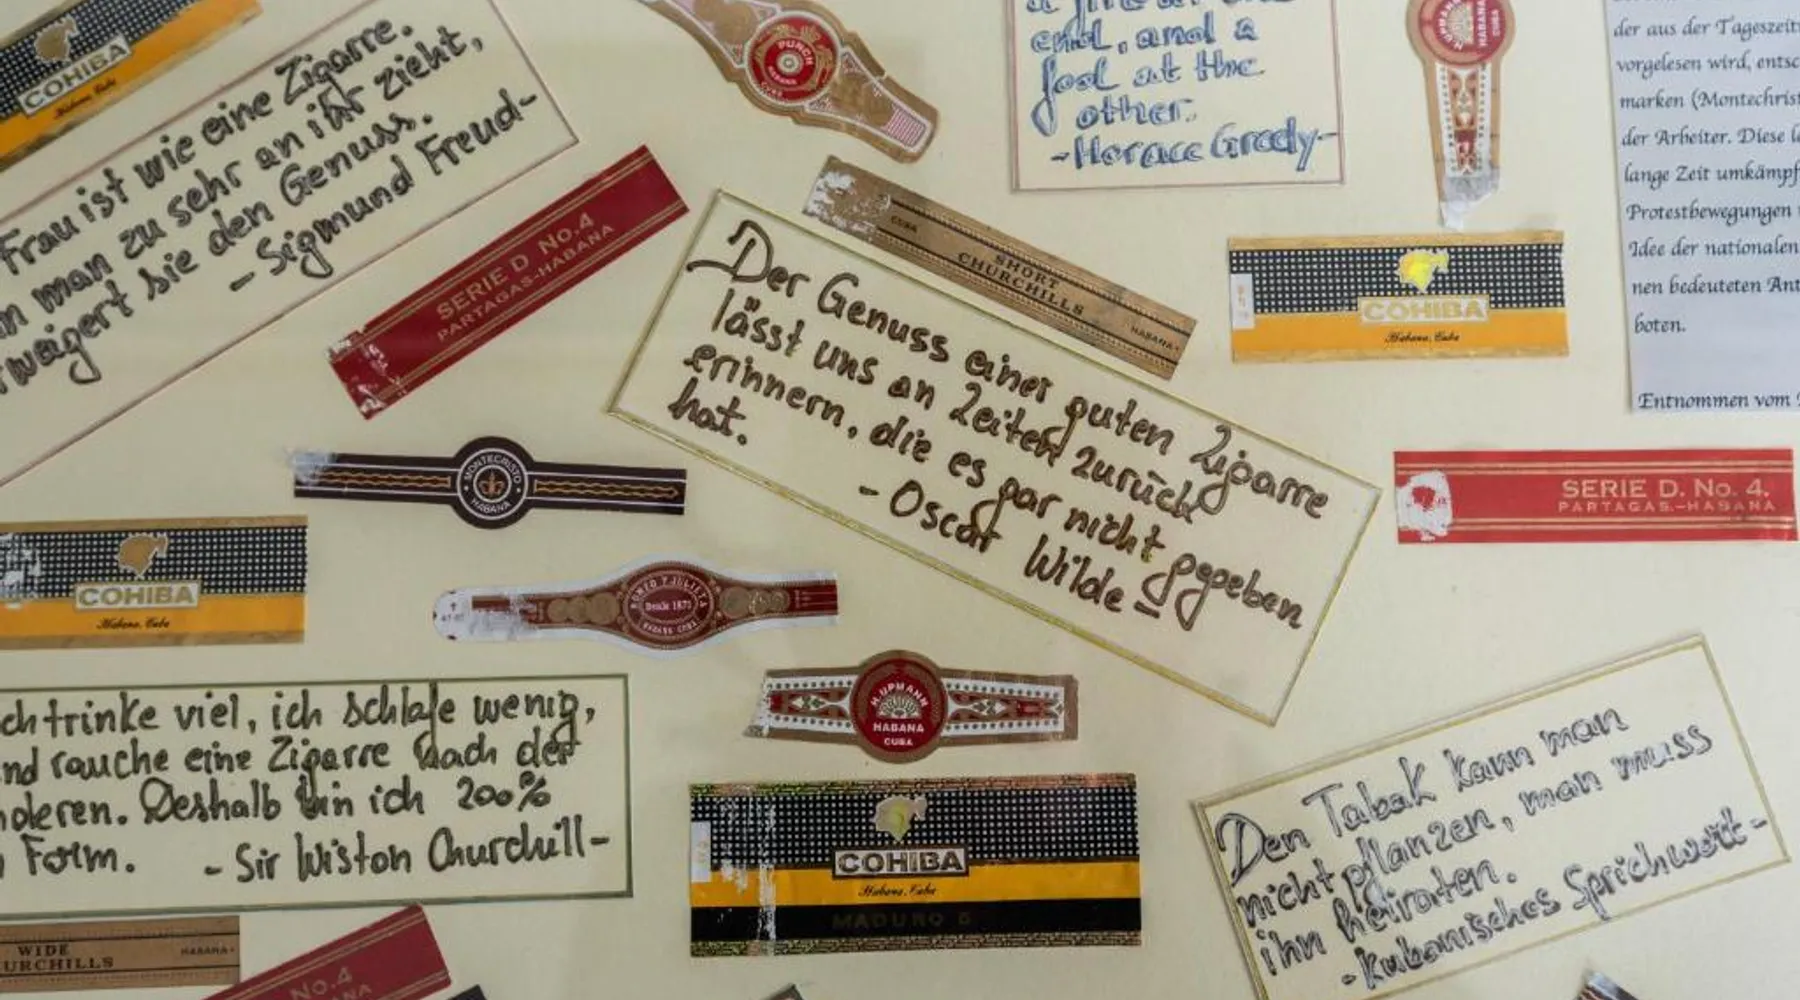 COHIBA
Habana, Cuba
Frau ist wie eine Zigarre.
man zu sehr an ihr zieht,
weigert sie den Genuss.
- Sigmund Freud -
PUNCH
HABANA
CUBA
end, and a
fool at the
other.
- Horace Greely -
HABANA
CUBA
der aus der Tageszeit
vorgelesen wird, entsc
marken (Montechrist
der Arbeiter. Diese l
lange Zeit umkämpf
Protestbewegungen
Idee der nationalen
nen bedeuteten Ant
boten.
Entnommen vom
SERIE D No.4
PARTAGAS-HABANA
CUBA
SHORT
CHURCHILLS
HABANA
COHIBA
Habana, Cuba
Der Genuss einer guten Zigarre
lässt uns an Zeiten zurück
erinnern, die es gar nicht gegeben
hat.
- Oscar Wilde -
MONTECRISTO
HABANA
SERIE D. No. 4.
PARTAGAS.-HABANA
COHIBA
Habana, Cuba
ROMEO Y JULIETA
Desde 1875
HABANA CUBA
H.UPMANN
HABANA
CUBA
ch trinke viel, ich schlafe wenig,
nd rauche eine Zigarre nach der
nderen. Deshalb bin ich 200%
Form. - Sir Wiston Churchill -
COHIBA
Habana, Cuba
MADURO 5
Den Tabak kann man
nicht pflanzen, man muss
ihn heiraten.
- Kubanisches Sprichwort -
WIDE
URCHILLS
HABANA
No.4
ANA